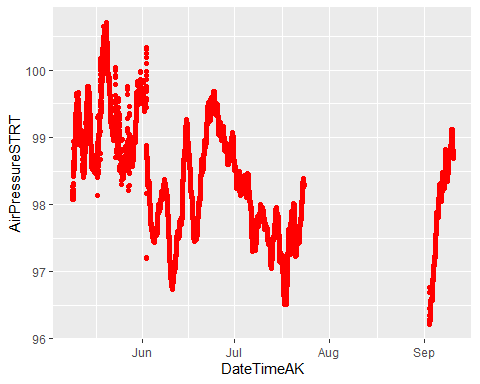 AirPressureSTRT
100
99
98
97
96
Jun
Jul
Aug
Sep
DateTimeAK